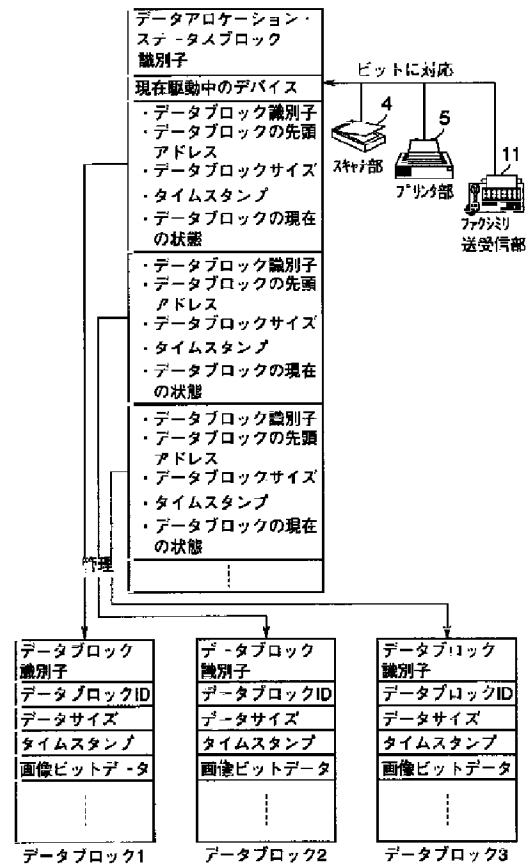 データアロケーション・
ステータスブロック
識別子
現在駆動中のデバイス
・データブロック識別子
・データブロックの先頭
アドレス
・データブロックサイズ
・タイムスタンプ
・データブロックの現在
の状態
・データブロック識別子
・データブロックの先頭
アドレス
・データブロックサイズ
・タイムスタンプ
・データブロックの現在
の状態
・データブロック識別子
・データブロックの先頭
アドレス
・データブロックサイズ
・タイムスタンプ
・データブロックの現在
の状態
ビットに対応
4
スキャナ部
5
プリンタ部
11
ファクシミリ
送受信部
管理
データブロック
識別子
データブロックID
データサイズ
タイムスタンプ
画像ビットデータ
データブロック1
データブロック
識別子
データブロックID
データサイズ
タイムスタンプ
画像ビットデータ
データブロック2
データブロック
識別子
データブロックID
データサイズ
タイムスタンプ
画像ビットデータ
データブロック3